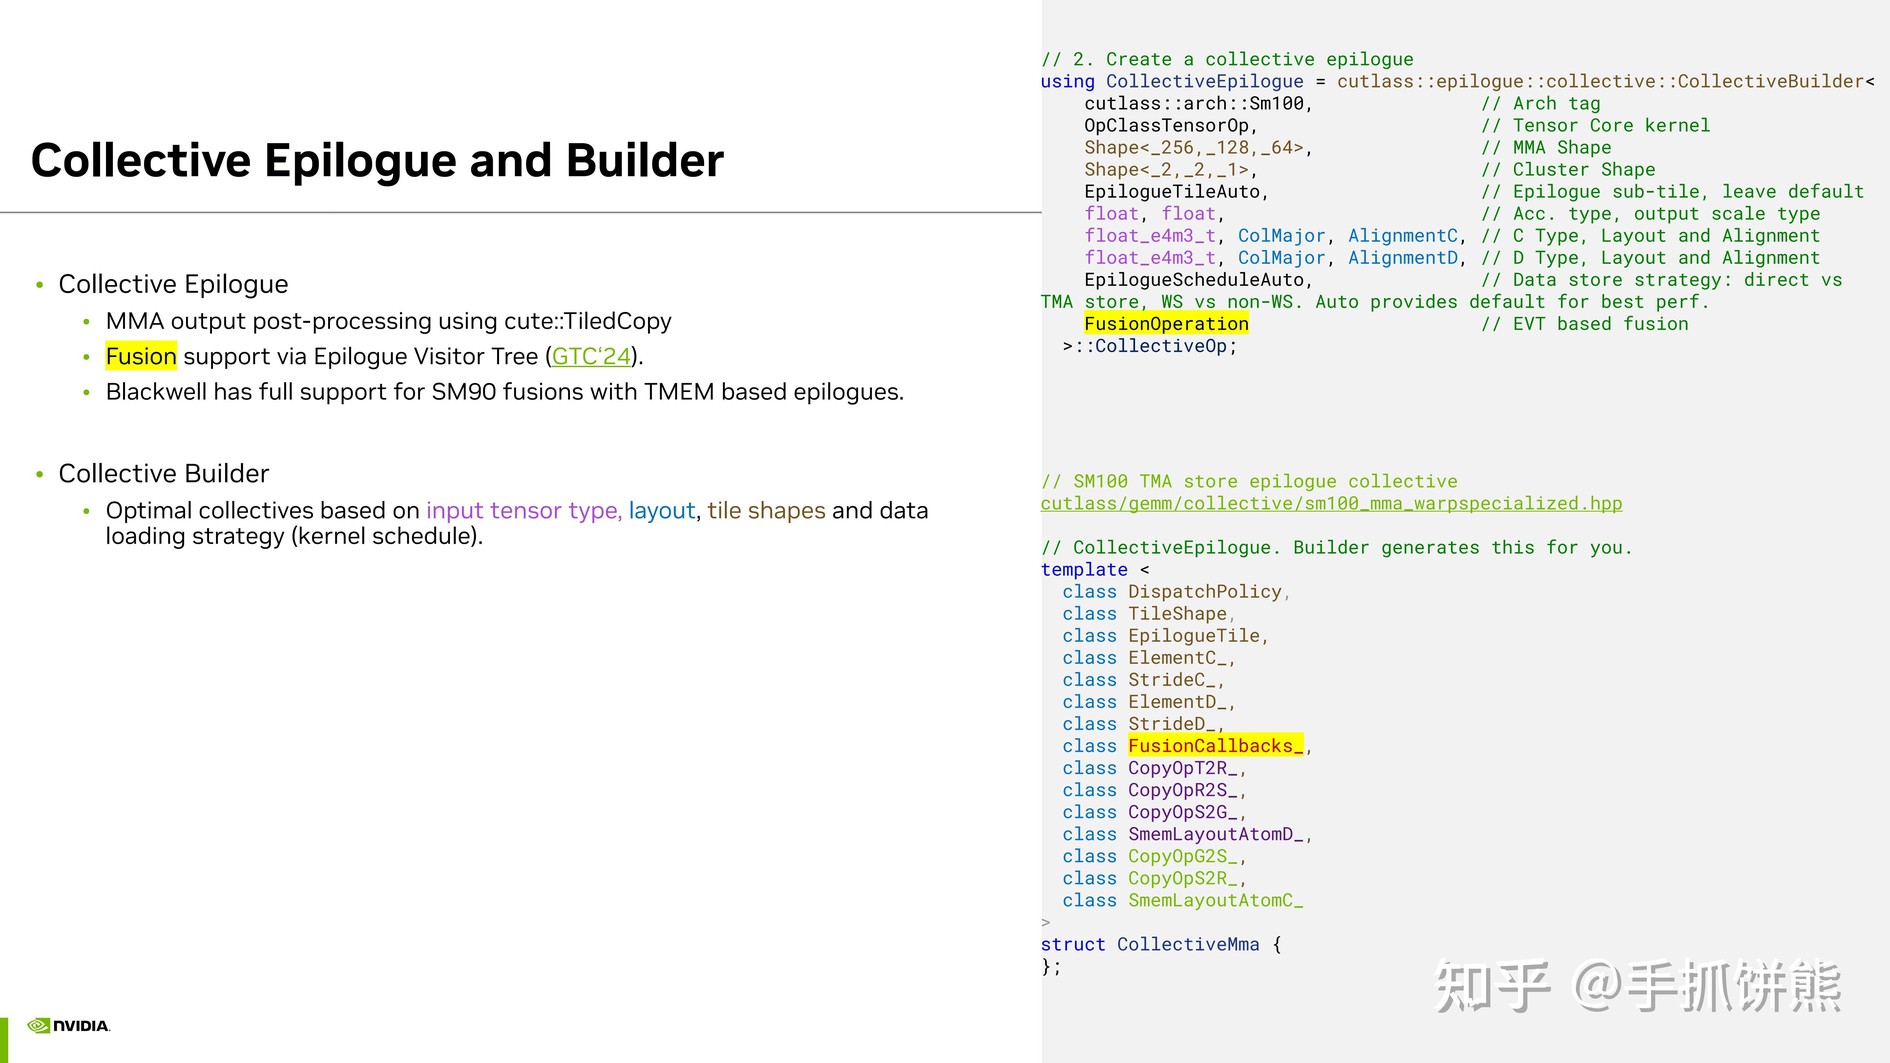 Collective Epilogue and Builder
• Collective Epilogue
• MMA output post-processing using cute::TiledCopy
• Fusion support via Epilogue Visitor Tree (GTC‘24).
• Blackwell has full support for SM90 fusions with TMEM based epilogues.
• Collective Builder
• Optimal collectives based on input tensor type, layout, tile shapes and data
loading strategy (kernel schedule).
NVIDIA.
// 2. Create a collective epilogue
using CollectiveEpilogue = cutlass::epilogue::collective::CollectiveBuilder<
cutlass::arch::Sm100, // Arch tag
OpClassTensorOp, // Tensor Core kernel
Shape<_256,_128,_64>, // MMA Shape
Shape<_2,_2,_1>, // Cluster Shape
EpilogueTileAuto, // Epilogue sub-tile, leave default
float, float, // Acc. type, output scale type
float_e4m3_t, ColMajor, AlignmentC, // C Type, Layout and Alignment
float_e4m3_t, ColMajor, AlignmentD, // D Type, Layout and Alignment
EpilogueScheduleAuto, // Data store strategy: direct vs
TMA store, WS vs non-WS. Auto provides default for best perf.
FusionOperation // EVT based fusion
>::CollectiveOp;
// SM100 TMA store epilogue collective
cutlass/gemm/collective/sm100_mma_warpspecialized.hpp
// CollectiveEpilogue. Builder generates this for you.
template <
class DispatchPolicy,
class TileShape,
class EpilogueTile,
class ElementC_,
class StrideC_,
class ElementD_,
class StrideD_,
class FusionCallbacks_,
class CopyOpT2R_,
class CopyOpR2S_,
class CopyOpS2G_,
class SmemLayoutAtomD_,
class CopyOpG2S_,
class CopyOpS2R_,
class SmemLayoutAtomC_
>
struct CollectiveMma {
};
知乎 @手抓饼熊